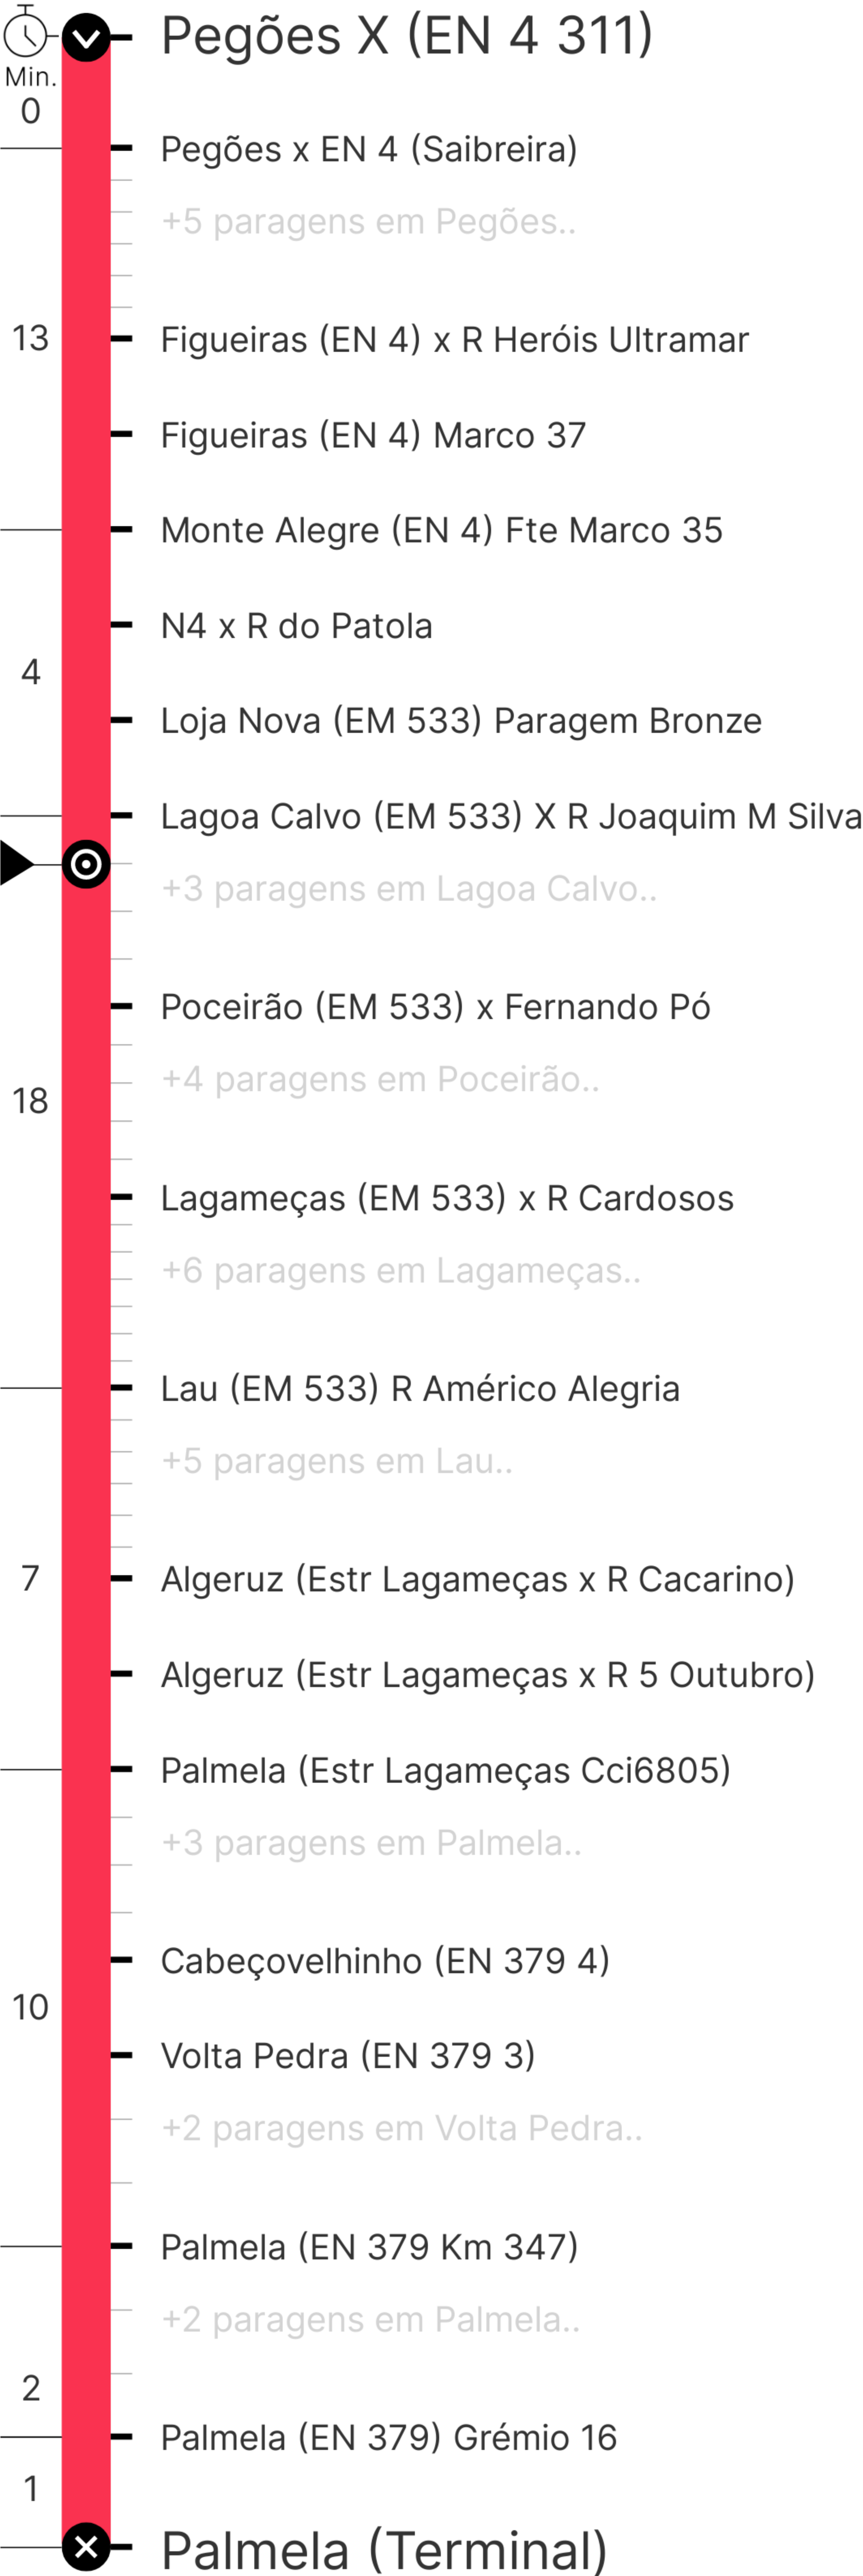 Pegões X (EN 4 311)
Min.
0
Pegões x EN 4 (Saibreira)
+5 paragens em Pegões..
13
Figueiras (EN 4) x R Heróis Ultramar
Figueiras (EN 4) Marco 37
Monte Alegre (EN 4) Fte Marco 35
N4 x R do Patola
4
Loja Nova (EM 533) Paragem Bronze
Lagoa Calvo (EM 533) X R Joaquim M Silva
+3 paragens em Lagoa Calvo..
Poceirão (EM 533) x Fernando Pó
+4 paragens em Poceirão..
18
Lagameças (EM 533) x R Cardosos
+6 paragens em Lagameças..
Lau (EM 533) R Américo Alegria
+5 paragens em Lau..
7
Algeruz (Estr Lagameças x R Cacarino)
Algeruz (Estr Lagameças x R 5 Outubro)
Palmela (Estr Lagameças Cci6805)
+3 paragens em Palmela..
Cabeçovelhinho (EN 379 4)
10
Volta Pedra (EN 379 3)
+2 paragens em Volta Pedra..
Palmela (EN 379 Km 347)
+2 paragens em Palmela..
2
Palmela (EN 379) Grémio 16
1
Palmela (Terminal)